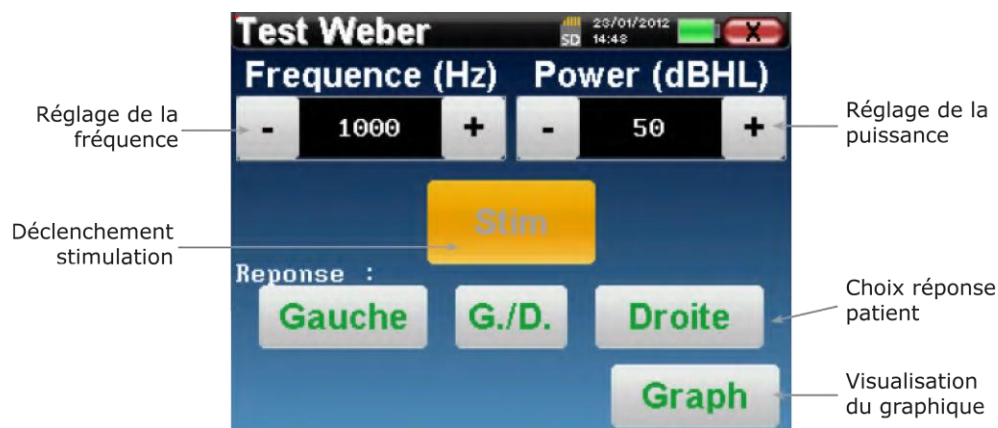 Test Weber
SD
23/01/2012
14:48
X
Frequence (Hz) Power (dBHL)
Réglage de la
fréquence
- 1000 + - 50 +
Réglage de la
puissance
Stim
Déclenchement
stimulation
Reponse :
Gauche G./D. Droite
Choix réponse
patient
Graph
Visualisation
du graphique